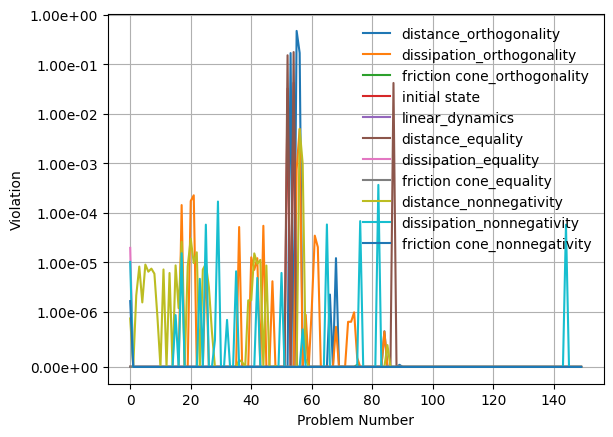 1.00e+00
1.00e-01
1.00e-02
1.00e-03
1.00e-04
1.00e-05
1.00e-06
0.00e+00
Violation
distance_orthogonality
dissipation_orthogonality
friction cone_orthogonality
initial state
linear_dynamics
distance_equality
dissipation_equality
friction cone_equality
distance_nonnegativity
dissipation_nonnegativity
friction cone_nonnegativity
0 20 40 60 80 100 120 140
Problem Number